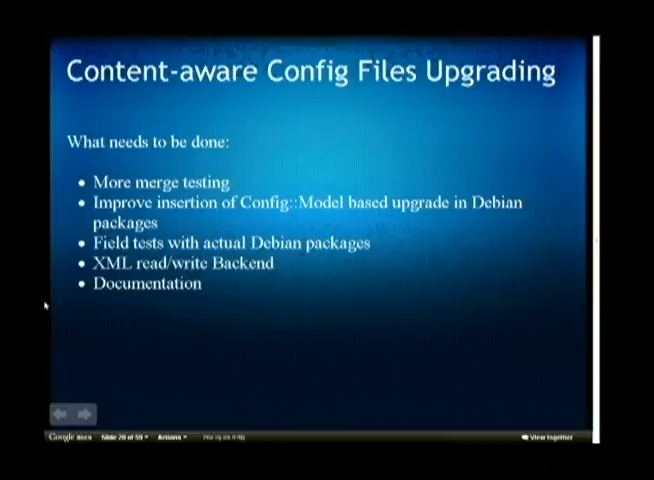 Content-aware Config Files Upgrading
What needs to be done:
• More merge testing
• Improve insertion of Config::Model based upgrade in Debian
packages
• Field tests with actual Debian packages
• XML read/write Backend
• Documentation
Google docs Slide 20 of 59 Actions View together